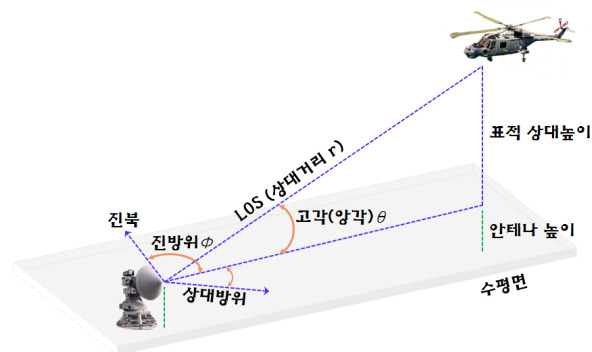 표적 상대높이
LOS (상대거리 r)
진북
고각(앙각) θ
진방위 Φ
안테나 높이
상대방위
수평면